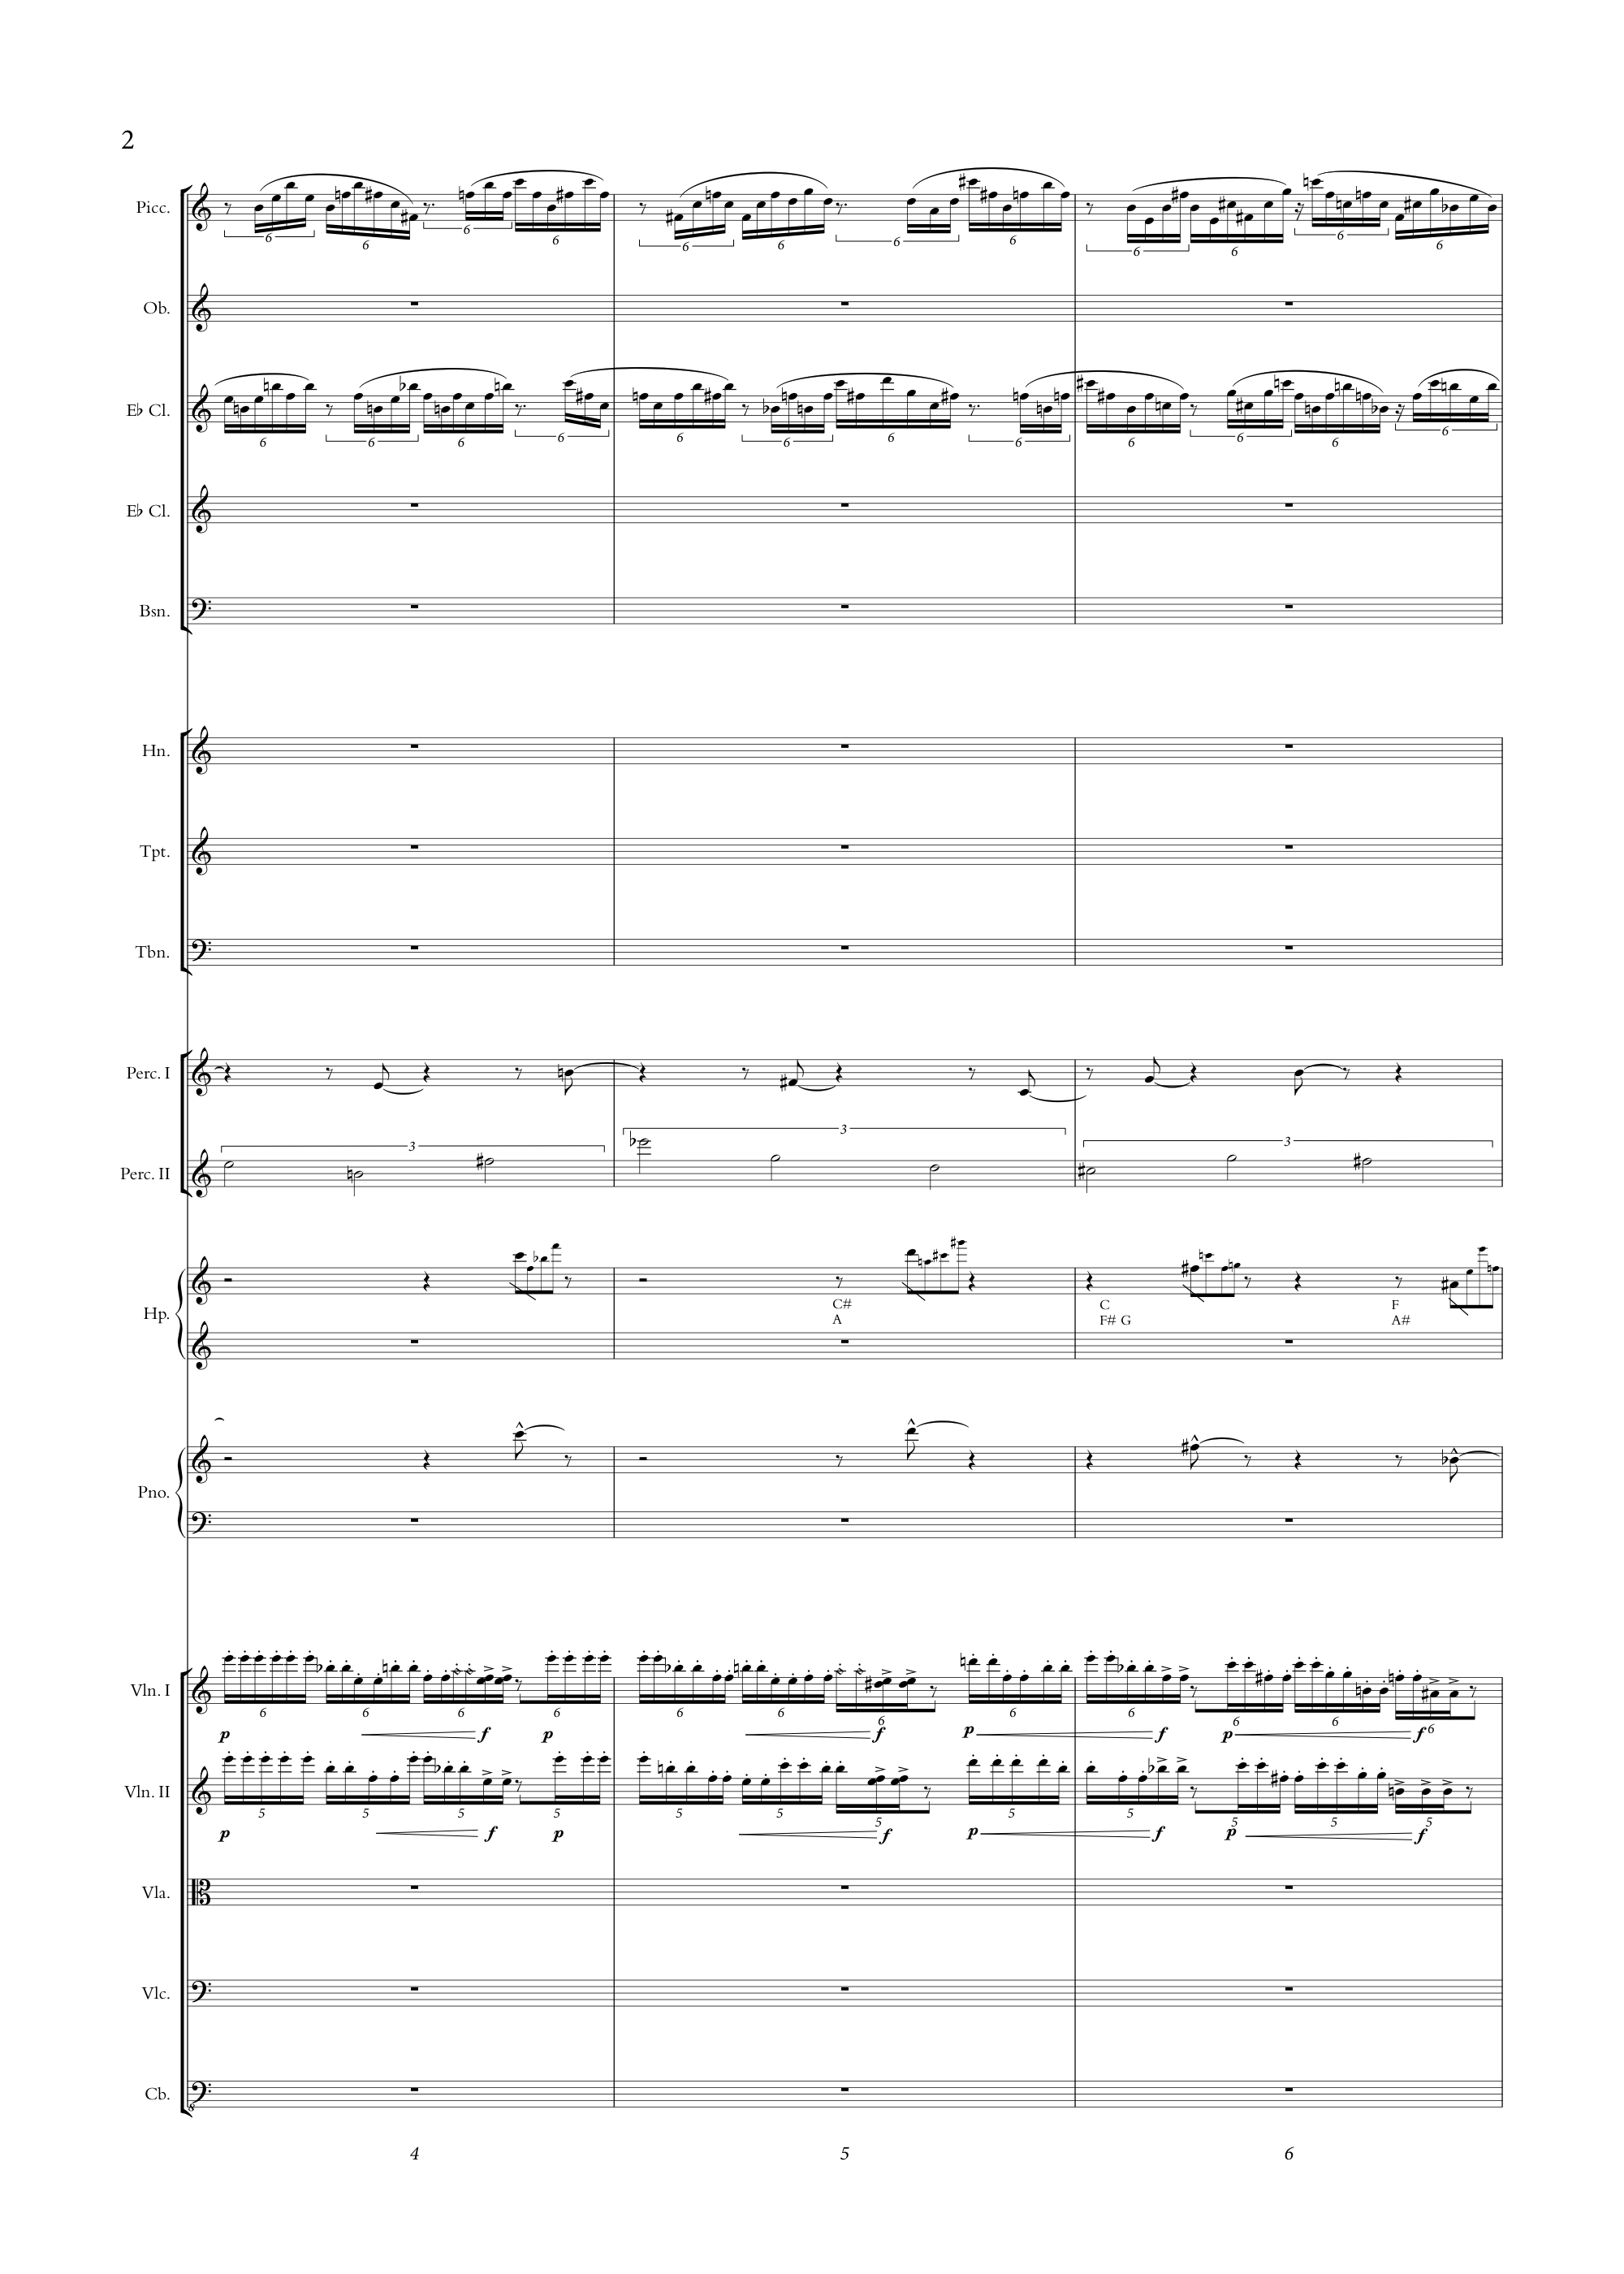 2
Picc.
6 6 6 6 6 6 6 6 6 6 6 6
Ob.
E♭ Cl.
6 6 6 6 6 6 6 6 6 6 6 6
E♭ Cl.
Bsn.
Hn.
Tpt.
Tbn.
Perc. I
Perc. II
3 3 3
Hp.
C# C F
A F# G A#
Pno.
Vln. I
6 6 6 6 6 6 6 6 6 6 6 6
p f p f p f p f
Vln. II
5 5 5 5 5 5 5 5 5 5 5 5
p f p f p f p f
Vla.
Vlc.
Cb.
8
4 5 6